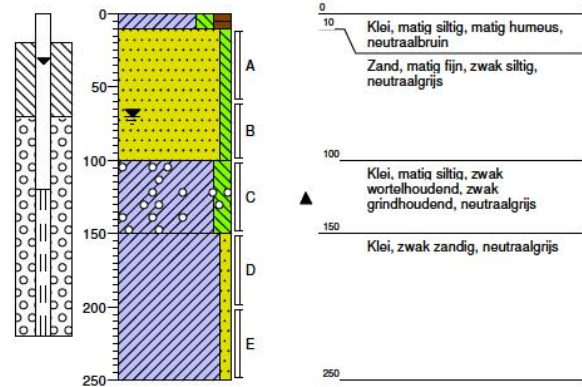 0
50
100
150
200
250
A
B
C
D
E
0
Klei, matig siltig, matig humeus,
neutraalbruin
10
Zand, matig fijn, zwak siltig,
neutraalgrijs
100
Klei, matig siltig, zwak
wortelhoudend, zwak
grindhoudend, neutraalgrijs
150
Klei, zwak zandig, neutraalgrijs
250